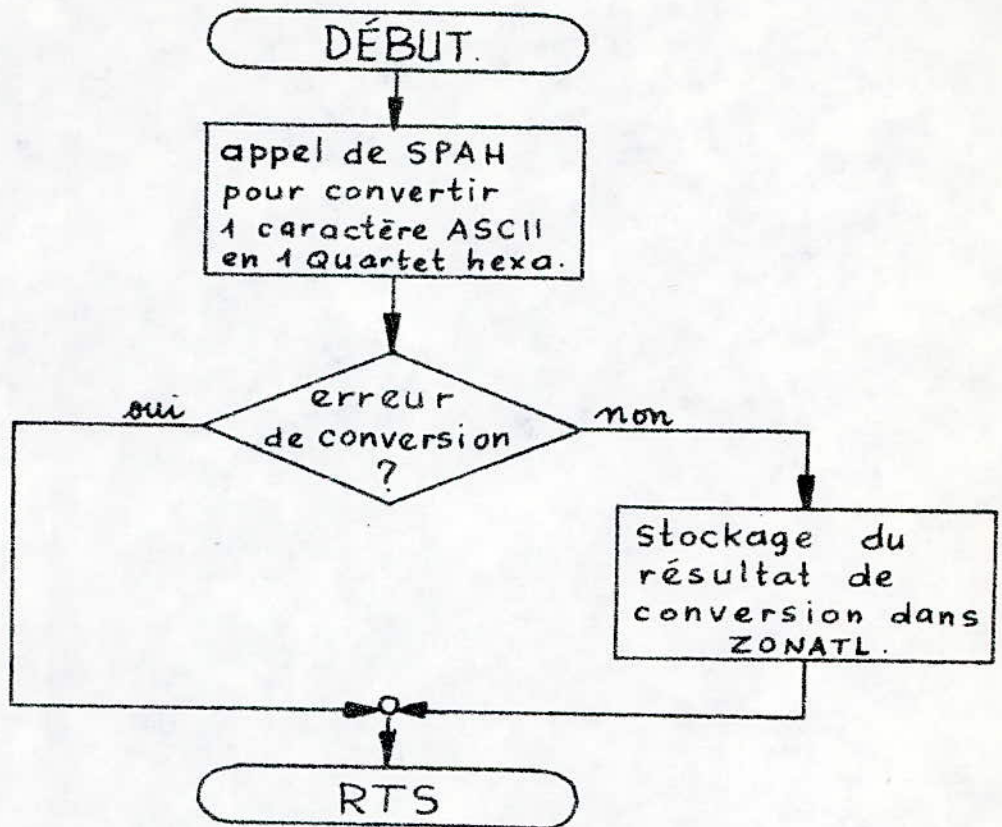 DÉBUT.
appel de SPAH
pour convertir
1 caractère ASCII
en 1 Quartet hexa.
erreur
de conversion
?
oui
non
Stockage du
résultat de
conversion dans
ZONATL.
RTS